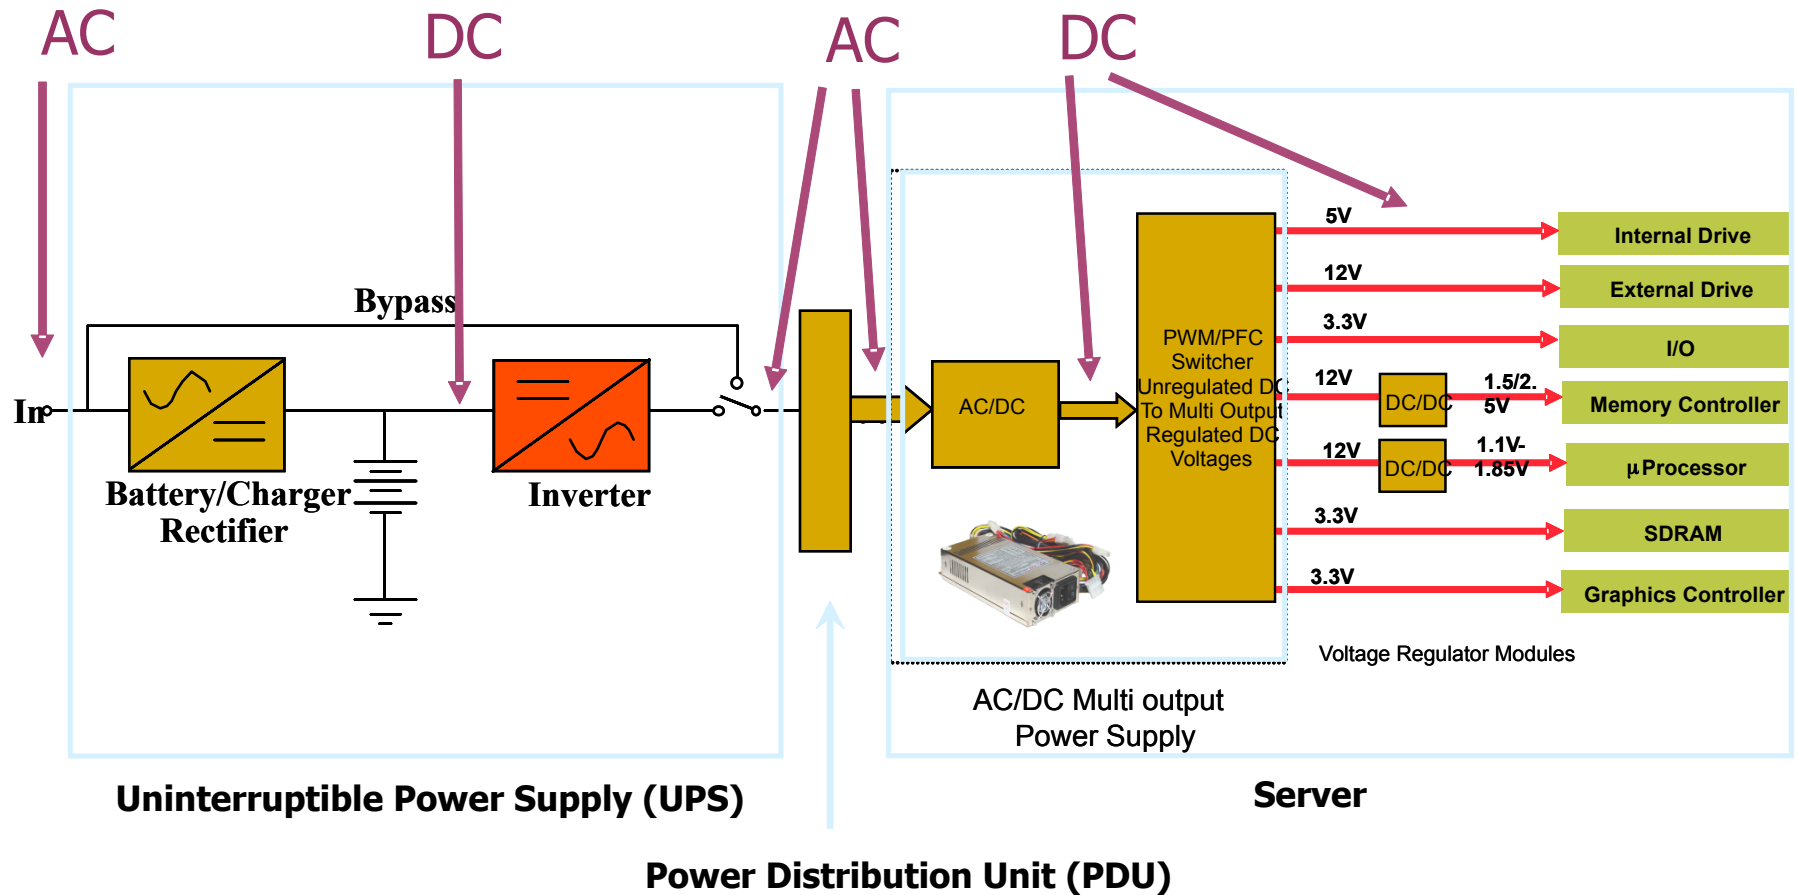 AC
DC
AC
DC
Bypass
In
Battery/Charger
Rectifier
Inverter
AC/DC
PWM/PFC
Switcher
Unregulated DC
To Multi Output
Regulated DC
Voltages
5V
12V
3.3V
12V
DC/DC
1.5/2.
5V
12V
DC/DC
1.1V-
1.85V
3.3V
3.3V
Internal Drive
External Drive
I/O
Memory Controller
µProcessor
SDRAM
Graphics Controller
Voltage Regulator Modules
AC/DC Multi output
Power Supply
Uninterruptible Power Supply (UPS)
Server
Power Distribution Unit (PDU)